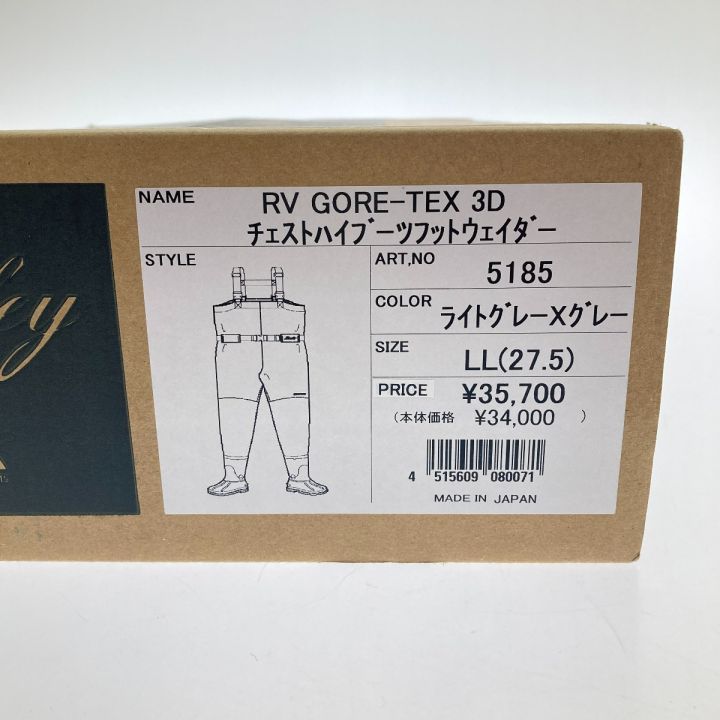 NAME
RV GORE-TEX 3D
ﾁｪｽﾄﾊｲﾌﾞｰﾂﾌｯﾄｳｪｲﾀﾞｰ
STYLE
ART,NO
5185
COLOR
ﾗｲﾄｸﾞﾚｰXｸﾞﾚｰ
SIZE
LL(27.5)
PRICE ¥35,700
(本体価格 ¥34,000 )
4 515609 080071
MADE IN JAPAN